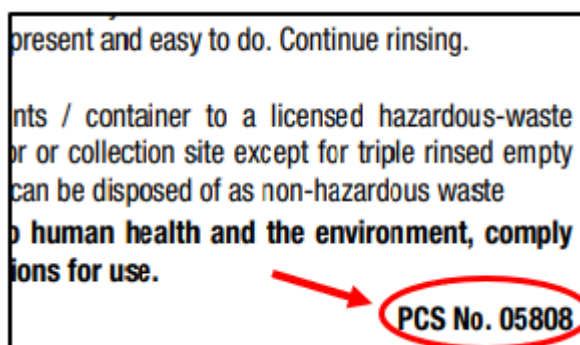 present and easy to do. Continue rinsing.
nts / container to a licensed hazardous-waste
or or collection site except for triple rinsed empty
can be disposed of as non-hazardous waste
o human health and the environment, comply
ions for use.
PCS No. 05808